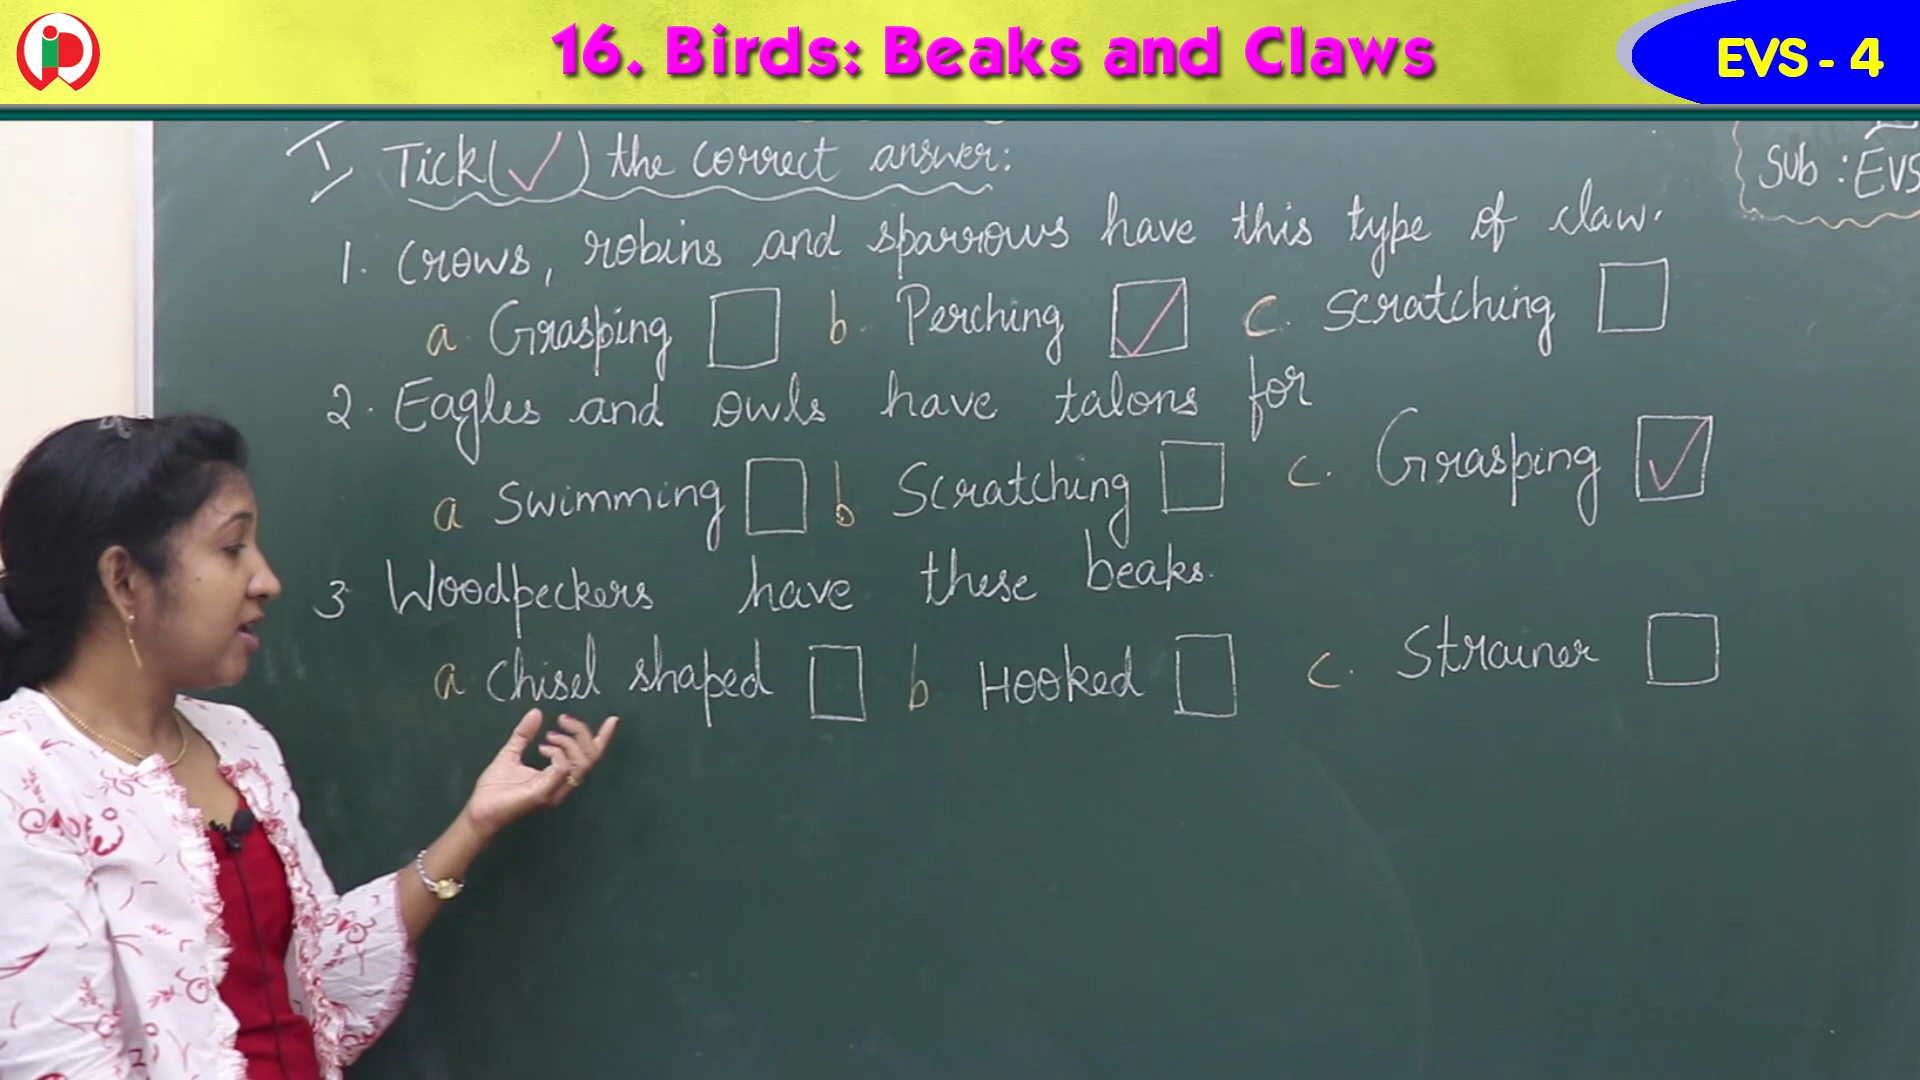 16. Birds: Beaks and Claws
EVS - 4
I Tick (✓) the correct answer:
Sub : EVS
1. Crows, robins and sparrows have this type of claw.
a. Grasping b. Perching ✓ c. Scratching
2. Eagles and owls have talons for
a Swimming b Scratching c. Grasping ✓
3 Woodpeckers have these beaks.
a chisel shaped b Hooked c. Strainer